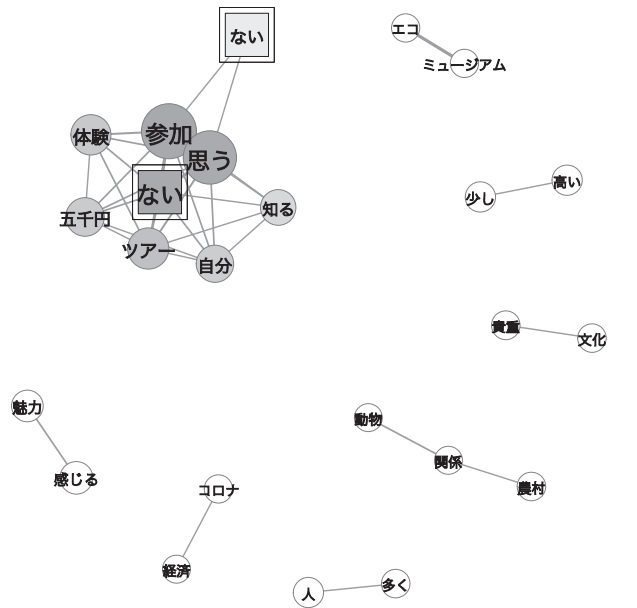 ない
エコ
ミュージアム
体験
参加
思う
ない
五千円
知る
ツアー
自分
少し
高い
貴重
文化
魅力
感じる
動物
関係
農村
コロナ
経済
人
多く